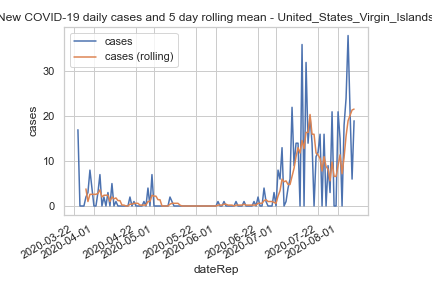 New COVID-19 daily cases and 5 day rolling mean - United_States_Virgin_Islands
cases
cases (rolling)
30
20
10
0
cases
2020-03-22
2020-04-01
2020-04-22
2020-05-01
2020-05-22
2020-06-01
2020-06-22
2020-07-01
2020-07-22
2020-08-01
dateRep